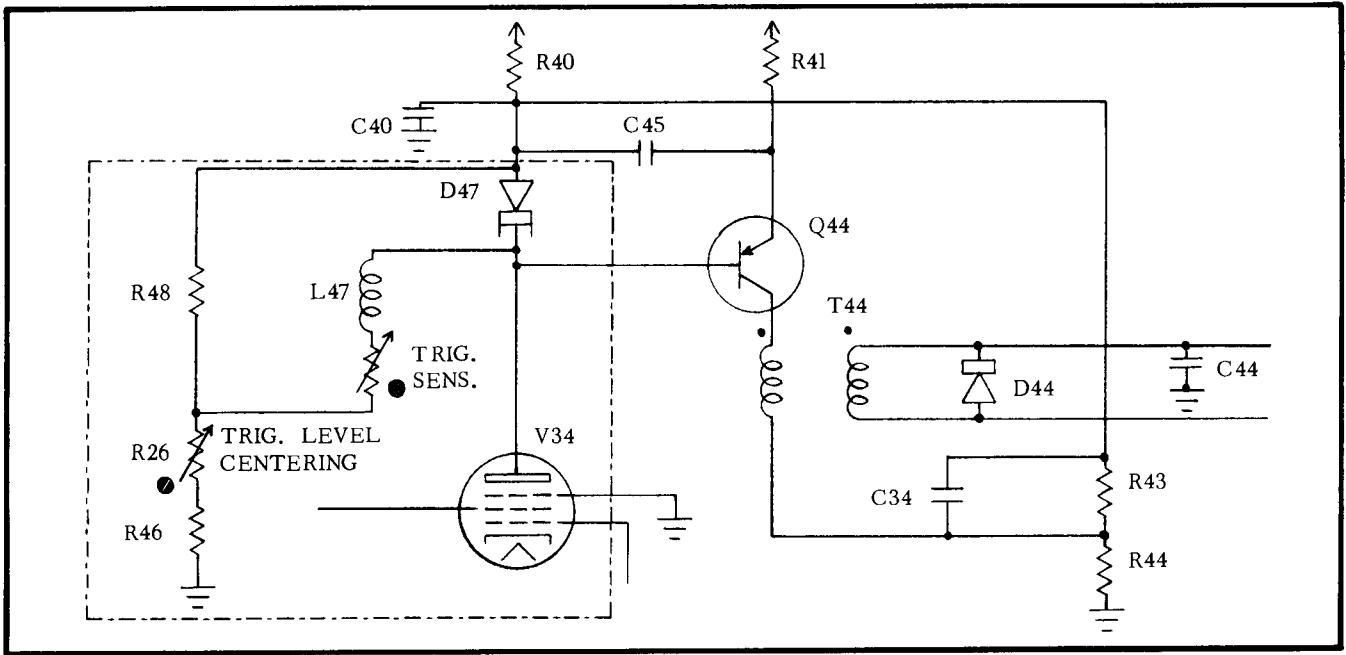 R40
R41
C40
C45
D47
Q44
R48
L47
T44
TRIG.
SENS.
D44
C44
TRIG. LEVEL
CENTERING
R26
V34
C34
R43
R46
R44